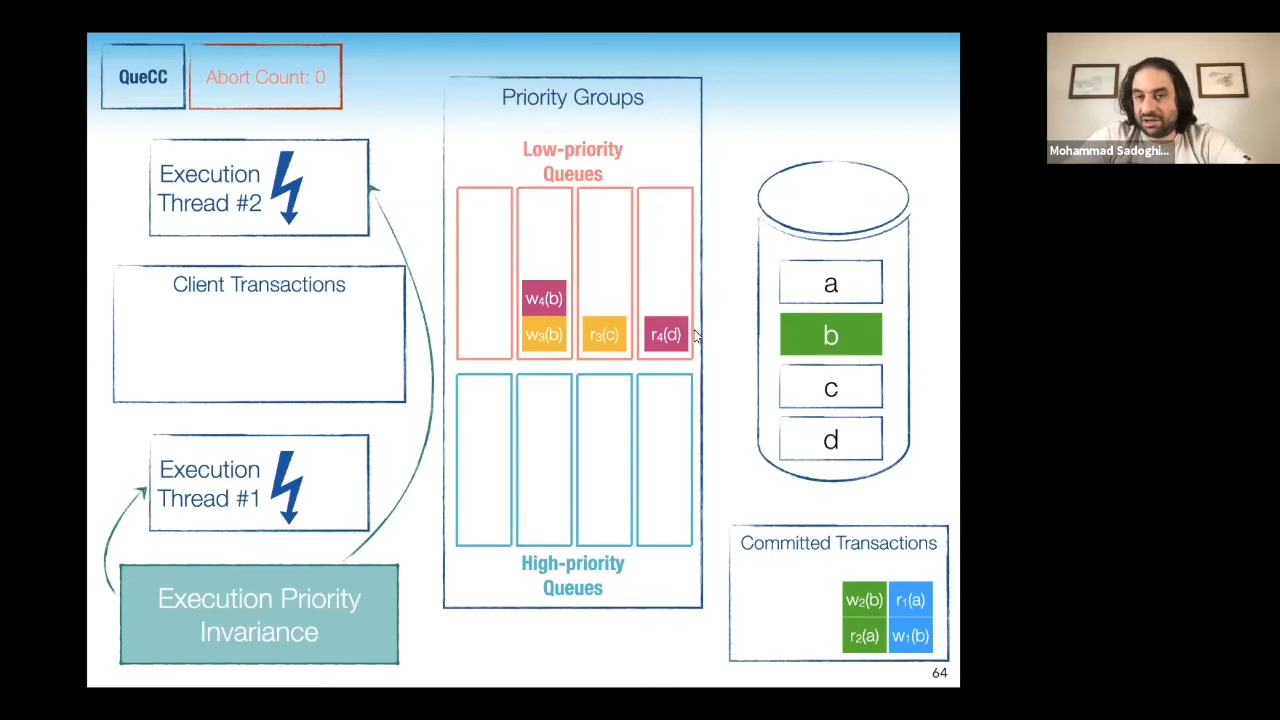 QueCC
Abort Count: 0
Execution
Thread #2
Client Transactions
Execution
Thread #1
Execution Priority
Invariance
Priority Groups
Low-priority
Queues
w4(b)
w3(b)
r3(c)
r4(d)
High-priority
Queues
a
b
c
d
Committed Transactions
w2(b)
r1(a)
r2(a)
w1(b)
64
Mohammad Sadoghi...